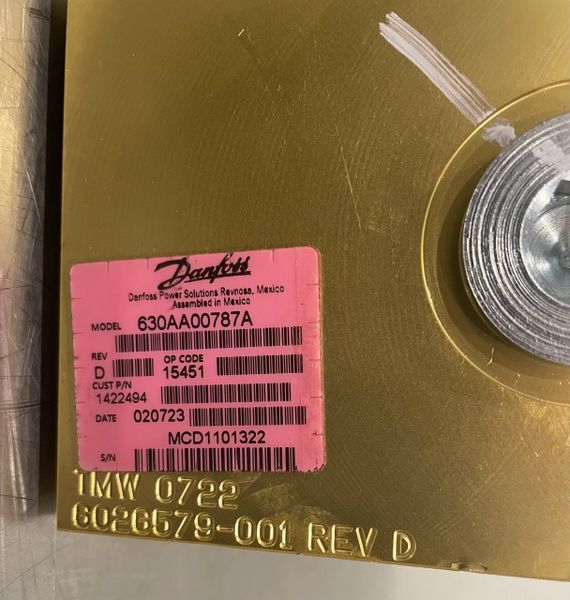 Danfoss
Danfoss Power Solutions Reynosa, Mexico
Assembled in Mexico
MODEL 630AA00787A
REV OP CODE
D 15451
CUST P/N
1422494
DATE 020723
MCD1101322
S/N
1MW 0722
6026579-001 REV D